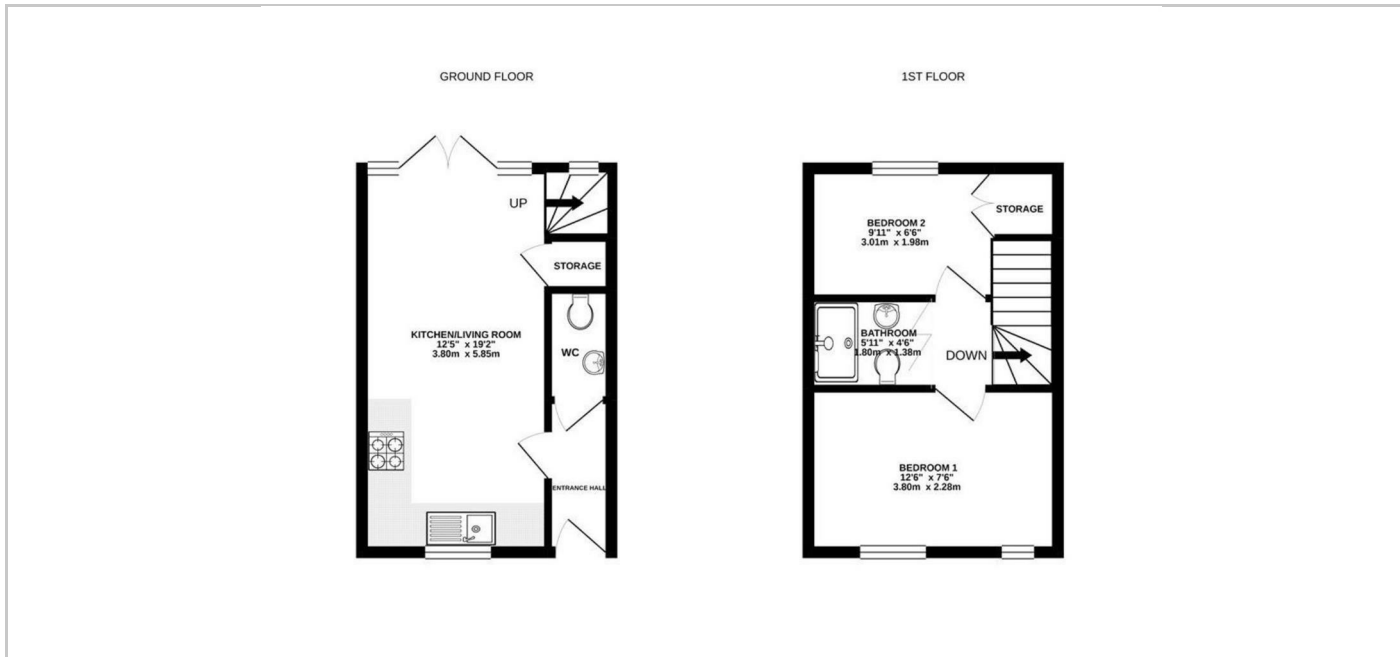 GROUND FLOOR
UP
STORAGE
KITCHEN/LIVING ROOM
12'5" x 19'2"
3.80m x 5.85m
WC
ENTRANCE HALL
1ST FLOOR
BEDROOM 2
9'11" x 6'6"
3.01m x 1.98m
STORAGE
BATHROOM
5'11" x 4'6"
1.80m x 1.38m
DOWN
BEDROOM 1
12'6" x 7'6"
3.80m x 2.28m